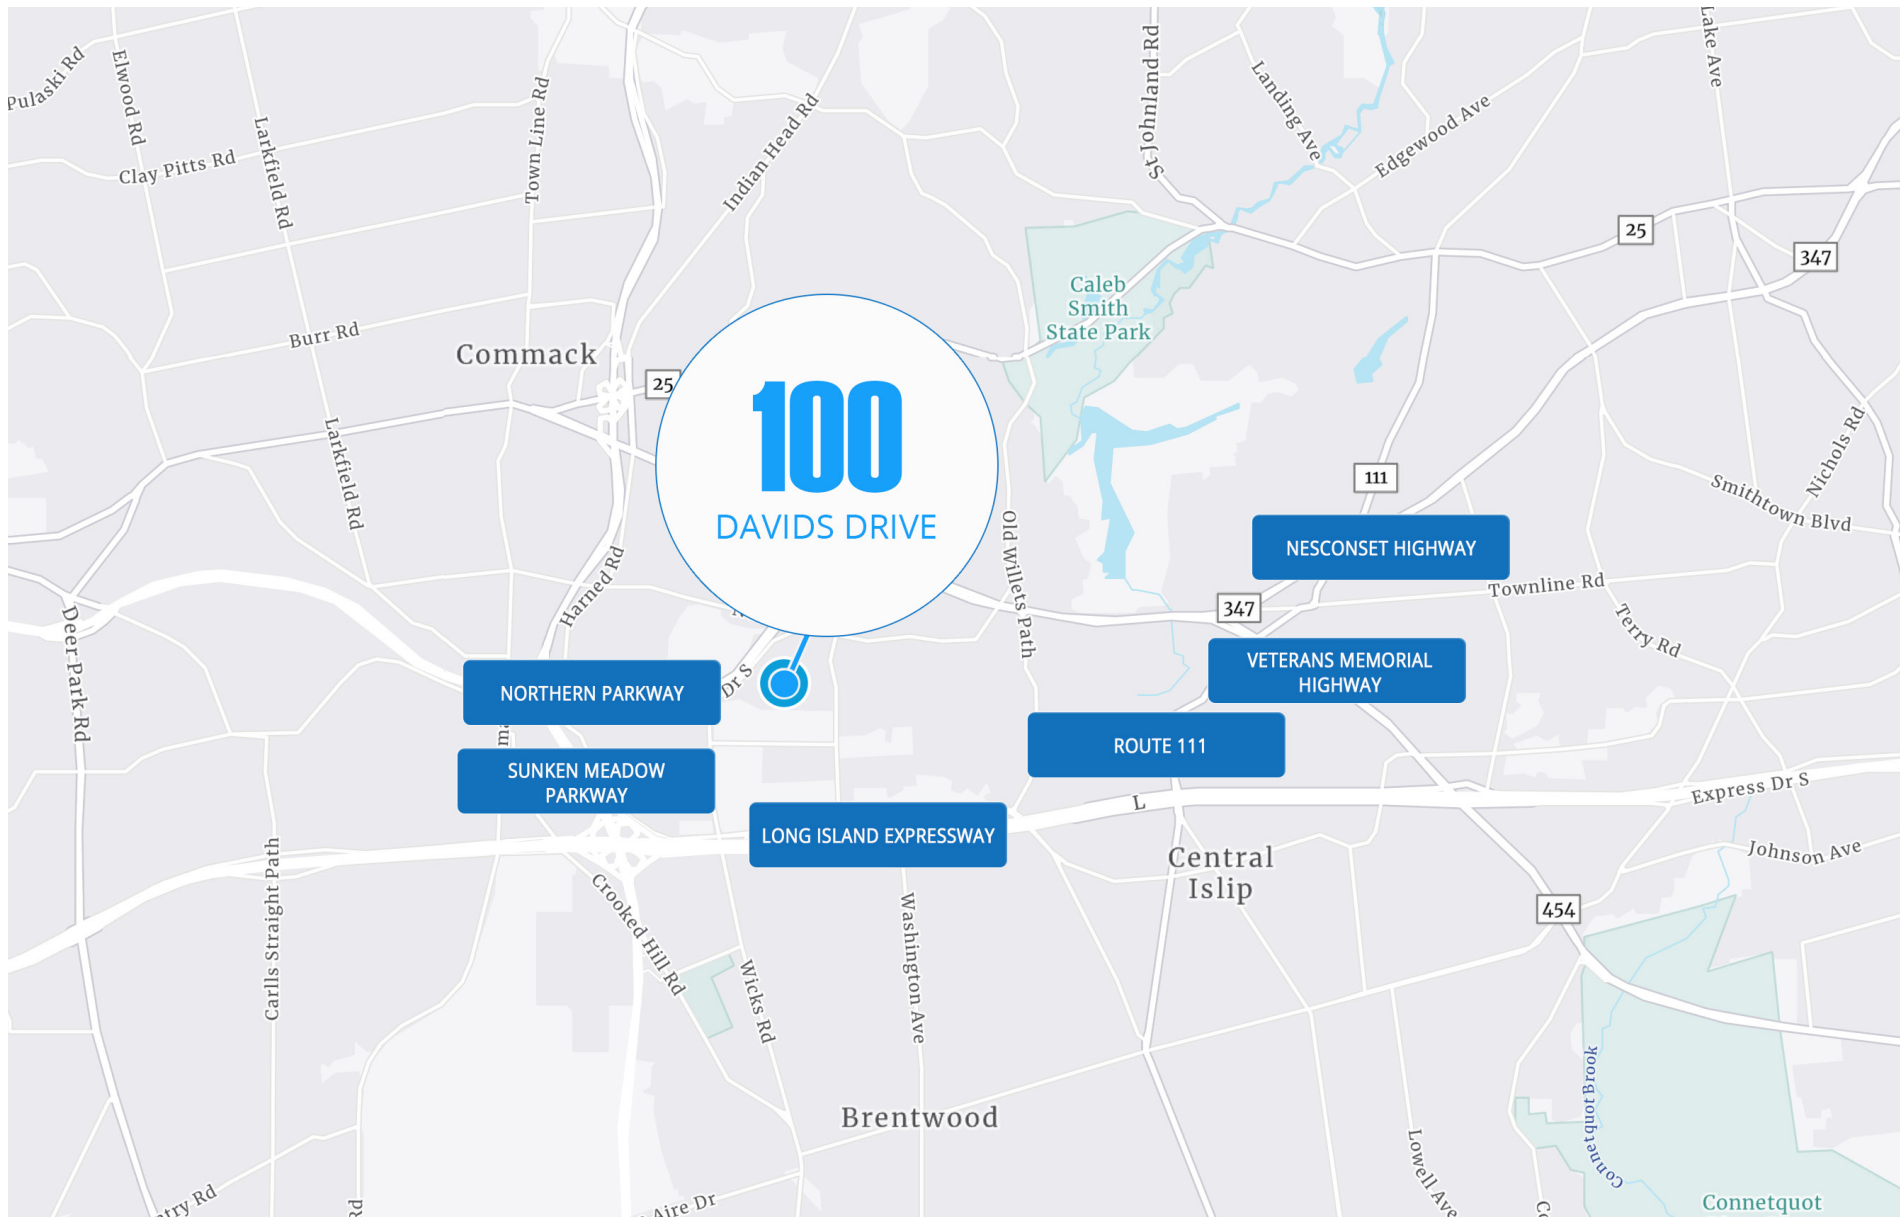 Pulaski Rd
Elwood Rd
Clay Pitts Rd
Larkfield Rd
Town Line Rd
Indian Head Rd
St Johnland Rd
Landing Ave
Edgewood Ave
Lake Ave
25
347
Caleb
Smith
State Park
Burr Rd
Commack
25
100
DAVIDS DRIVE
Larkfield Rd
Harned Rd
Old Willets Path
111
Nichols Rd
Smithtown Blvd
NESCONSET HIGHWAY
Townline Rd
347
Terry Rd
Deer Park Rd
NORTHERN PARKWAY
Dr S
VETERANS MEMORIAL
HIGHWAY
ROUTE 111
SUNKEN MEADOW
PARKWAY
LONG ISLAND EXPRESSWAY
L
Express Dr S
Johnson Ave
Central
Islip
454
Carlls Straight Path
Crooked Hill Rd
Wicks Rd
Washington Ave
Brentwood
Connetquot Brook
Lowell Ave
Rd
Aire Dr
Connetquot